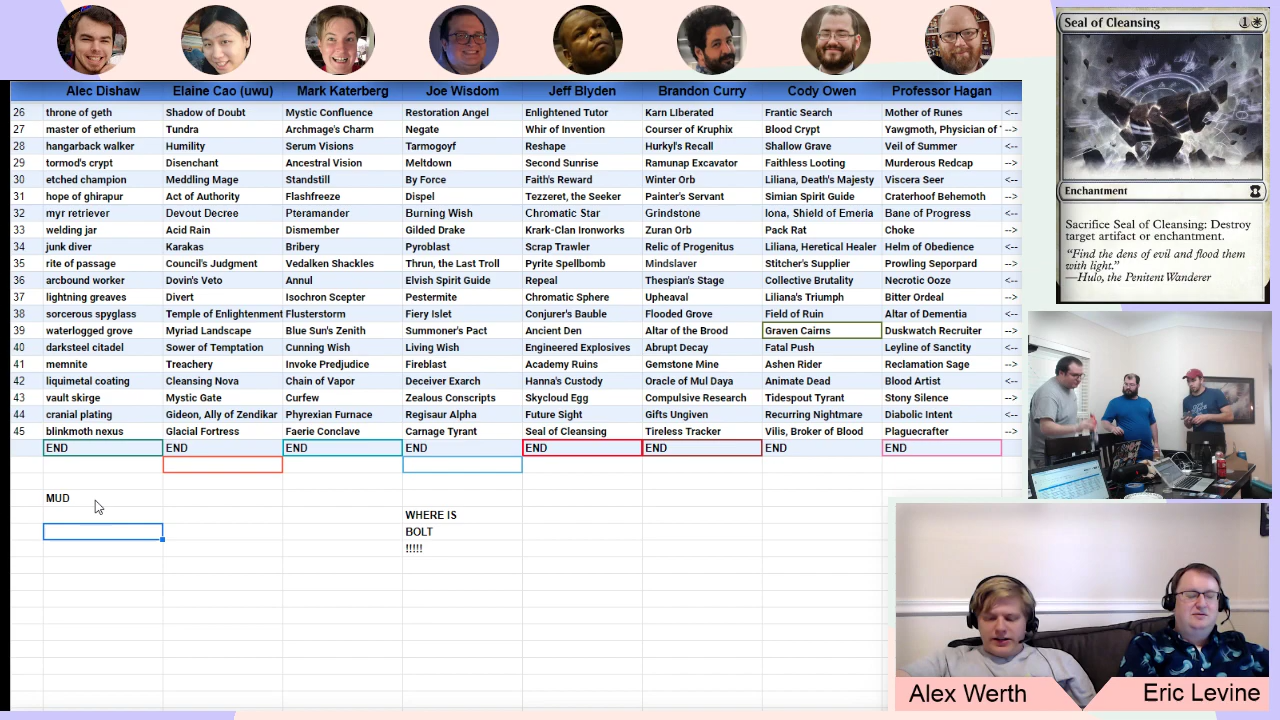 Alec Dishaw Elaine Cao (uwu) Mark Katerberg Joe Wisdom Jeff Blyden Brandon Curry Cody Owen Professor Hagan
26 throne of geth Shadow of Doubt Mystic Confluence Restoration Angel Enlightened Tutor Karn LIberated Frantic Search Mother of Runes <--
27 master of etherium Tundra Archmage's Charm Negate Whir of Invention Courser of Kruphix Blood Crypt Yawgmoth, Physician of -->
28 hangarback walker Humility Serum Visions Tarmogoyf Reshape Hurkyl's Recall Shallow Grave Veil of Summer <--
29 tormod's crypt Disenchant Ancestral Vision Meltdown Second Sunrise Ramunap Excavator Faithless Looting Murderous Redcap -->
30 etched champion Meddling Mage Standstill By Force Faith's Reward Winter Orb Liliana, Death's Majesty Viscera Seer <--
31 hope of ghirapur Act of Authority Flashfreeze Dispel Tezzeret, the Seeker Painter's Servant Simian Spirit Guide Craterhoof Behemoth -->
32 myr retriever Devout Decree Pteramander Burning Wish Chromatic Star Grindstone Iona, Shield of Emeria Bane of Progress <--
33 welding jar Acid Rain Dismember Gilded Drake Krark-Clan Ironworks Zuran Orb Pack Rat Choke -->
34 junk diver Karakas Bribery Pyroblast Scrap Trawler Relic of Progenitus Liliana, Heretical Healer Helm of Obedience <--
35 rite of passage Council's Judgment Vedalken Shackles Thrun, the Last Troll Pyrite Spellbomb Mindslaver Stitcher's Supplier Prowling Seropard -->
36 arcbound worker Dovin's Veto Annul Elvish Spirit Guide Repeal Thespian's Stage Collective Brutality Necrotic Ooze <--
37 lightning greaves Divert Isochron Scepter Pestermite Chromatic Sphere Upheaval Liliana's Triumph Bitter Ordeal -->
38 sorcerous spyglass Temple of Enlightenment Flusterstorm Fiery Islet Conjurer's Bauble Flooded Grove Field of Ruin Altar of Dementia <--
39 waterlogged grove Myriad Landscape Blue Sun's Zenith Summoner's Pact Ancient Den Altar of the Brood Graven Cairns Duskwatch Recruiter -->
40 darksteel citadel Sower of Temptation Cunning Wish Living Wish Engineered Explosives Abrupt Decay Fatal Push Leyline of Sanctity <--
41 memnite Treachery Invoke Predjudice Fireblast Academy Ruins Gemstone Mine Ashen Rider Reclamation Sage -->
42 liquimetal coating Cleansing Nova Chain of Vapor Deceiver Exarch Hanna's Custody Oracle of Mul Daya Animate Dead Blood Artist <--
43 vault skirge Mystic Gate Curfew Zealous Conscripts Skycloud Egg Compulsive Research Tidespout Tyrant Stony Silence -->
44 cranial plating Gideon, Ally of Zendikar Phyrexian Furnace Regisaur Alpha Future Sight Gifts Ungiven Recurring Nightmare Diabolic Intent <--
45 blinkmoth nexus Glacial Fortress Faerie Conclave Carnage Tyrant Seal of Cleansing Tireless Tracker Vilis, Broker of Blood Plaguecrafter -->
END END END END END END END END
MUD
WHERE IS
BOLT
!!!!!
Seal of Cleansing 1
Enchantment
Sacrifice Seal of Cleansing: Destroy
target artifact or enchantment.
"Find the dens of evil and flood them
with light."
—Hulo, the Penitent Wanderer
Alex Werth Eric Levine